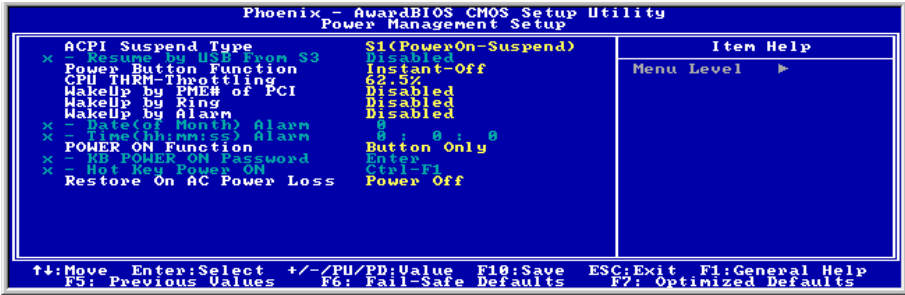 Phoenix - AwardBIOS CMOS Setup Utility
Power Management Setup
ACPI Suspend Type S1(PowerOn-Suspend)
x - Resume by USB From S3 Disabled
Power Button Function Instant-Off
CPU THRM-Throttling 62.5%
WakeUp by PME# of PCI Disabled
WakeUp by Ring Disabled
WakeUp by Alarm Disabled
x - Date(of Month) Alarm 0
x - Time(hh:mm:ss) Alarm 0 : 0 : 0
POWER ON Function Button Only
x - KB POWER ON Password Enter
x - Hot Key Power ON Ctrl-F1
Restore On AC Power Loss Power Off
Item Help
Menu Level ►
↑↓:Move Enter:Select +/-/PU/PD:Value F10:Save ESC:Exit F1:General Help
F5: Previous Values F6: Fail-Safe Defaults F7: Optimized Defaults